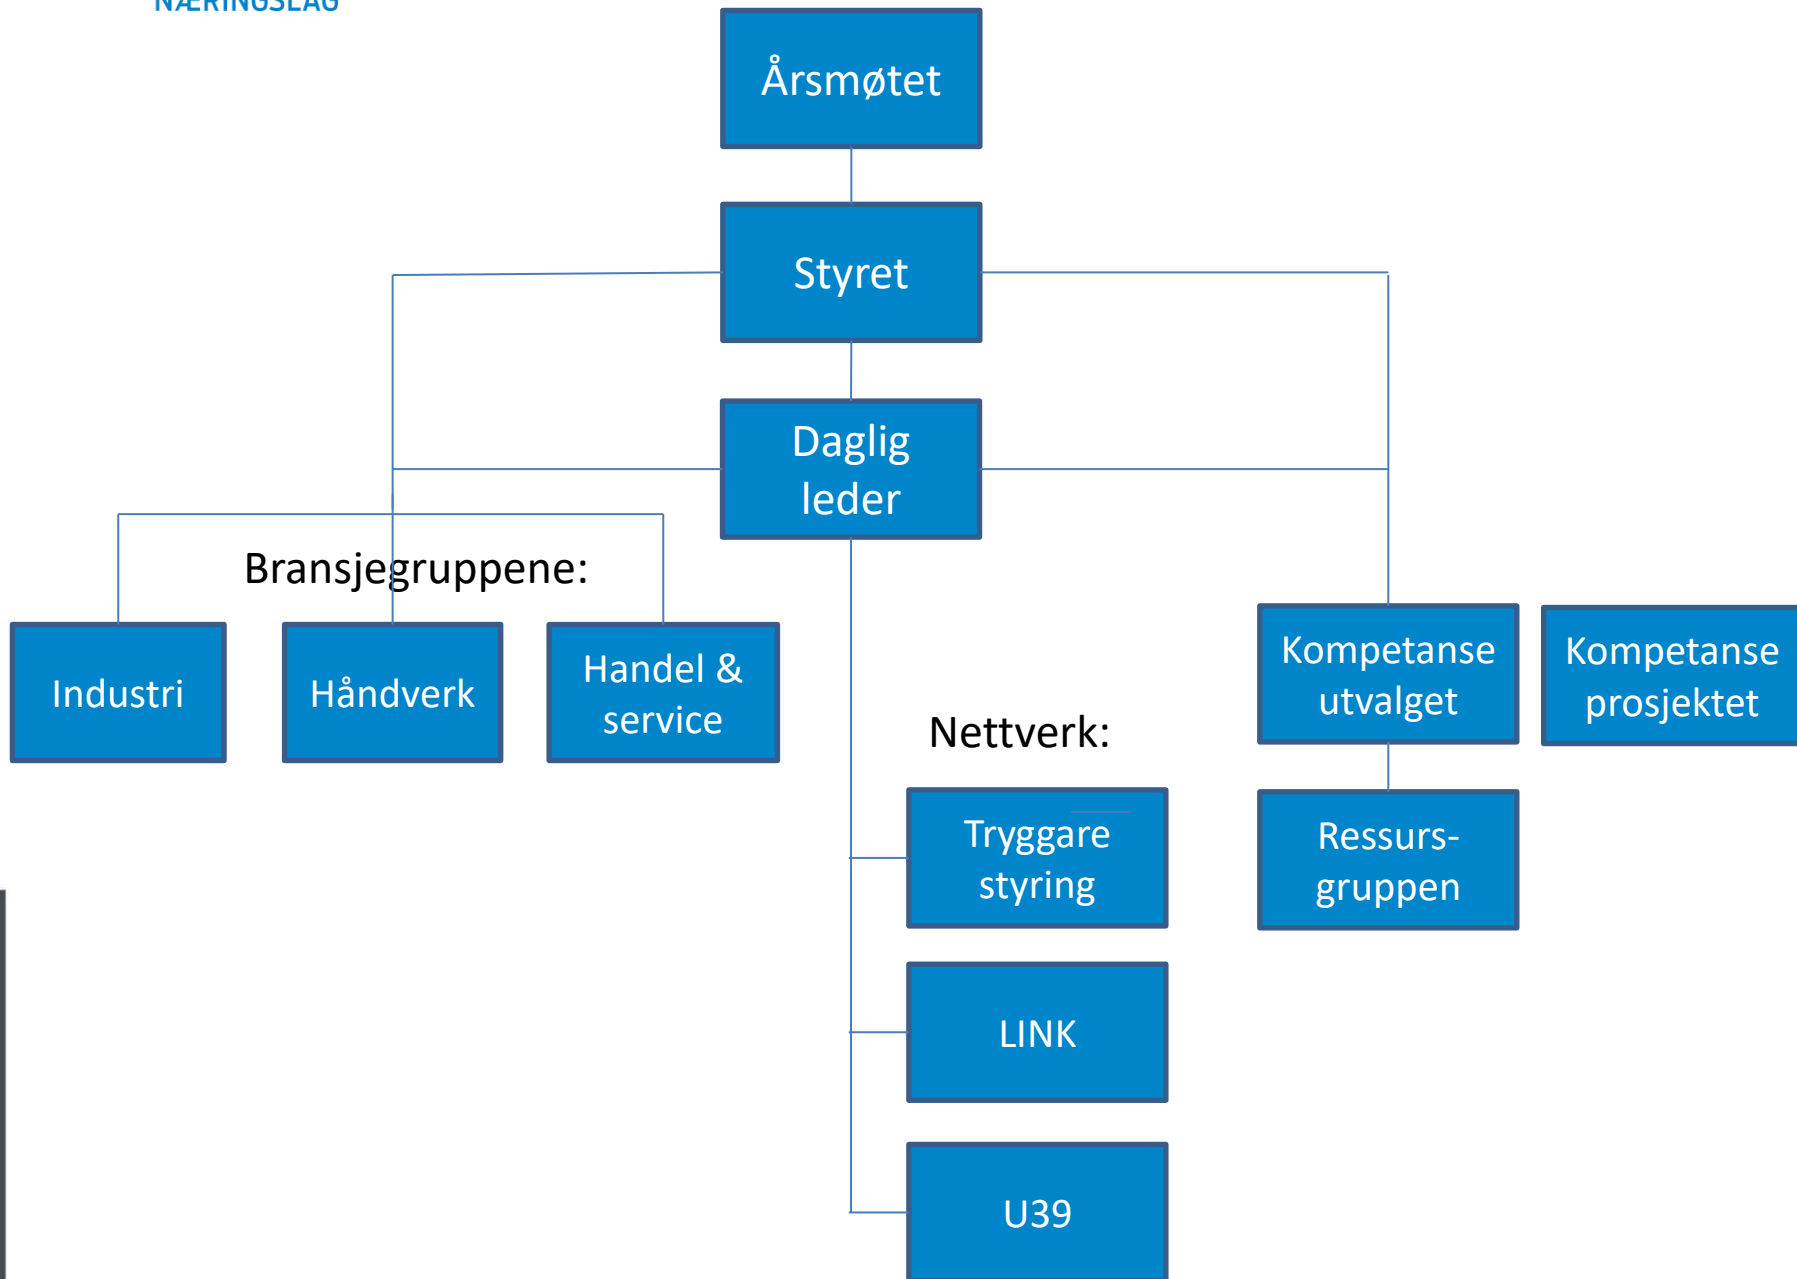 NÆRINGSLAG
Årsmøtet
Styret
Daglig
leder
Bransjegruppene:
Industri
Håndverk
Handel &
service
Nettverk:
Tryggare
styring
LINK
U39
Kompetanse
utvalget
Kompetanse
prosjektet
Ressurs-
gruppen